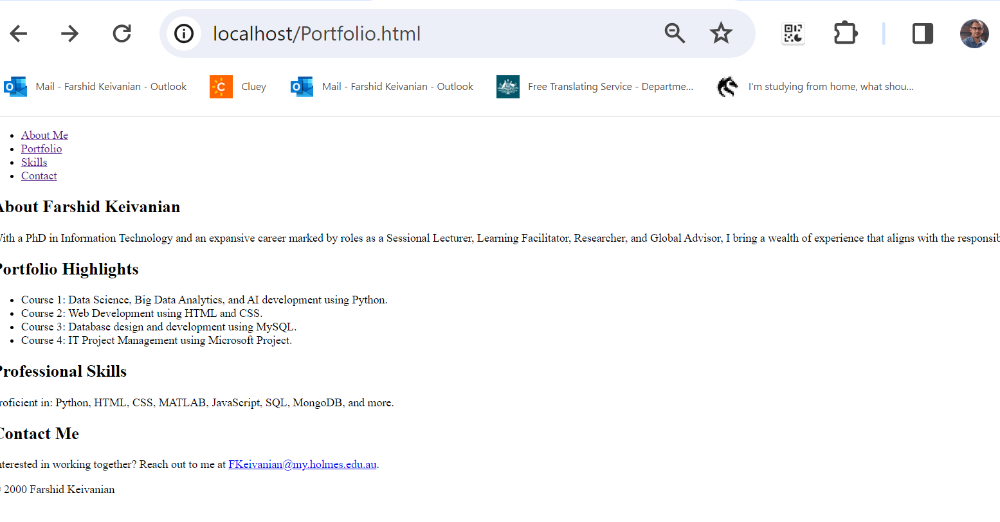 localhost/Portfolio.html
Mail - Farshid Keivanian - Outlook Cluey Mail - Farshid Keivanian - Outlook Free Translating Service - Departme... I'm studying from home, what shou...
About Me
Portfolio
Skills
Contact
About Farshid Keivanian
With a PhD in Information Technology and an expansive career marked by roles as a Sessional Lecturer, Learning Facilitator, Researcher, and Global Advisor, I bring a wealth of experience that aligns with the responsib
Portfolio Highlights
Course 1: Data Science, Big Data Analytics, and AI development using Python.
Course 2: Web Development using HTML and CSS.
Course 3: Database design and development using MySQL.
Course 4: IT Project Management using Microsoft Project.
Professional Skills
roficient in: Python, HTML, CSS, MATLAB, JavaScript, SQL, MongoDB, and more.
Contact Me
nterested in working together? Reach out to me at FKeivanian@my.holmes.edu.au.
© 2000 Farshid Keivanian